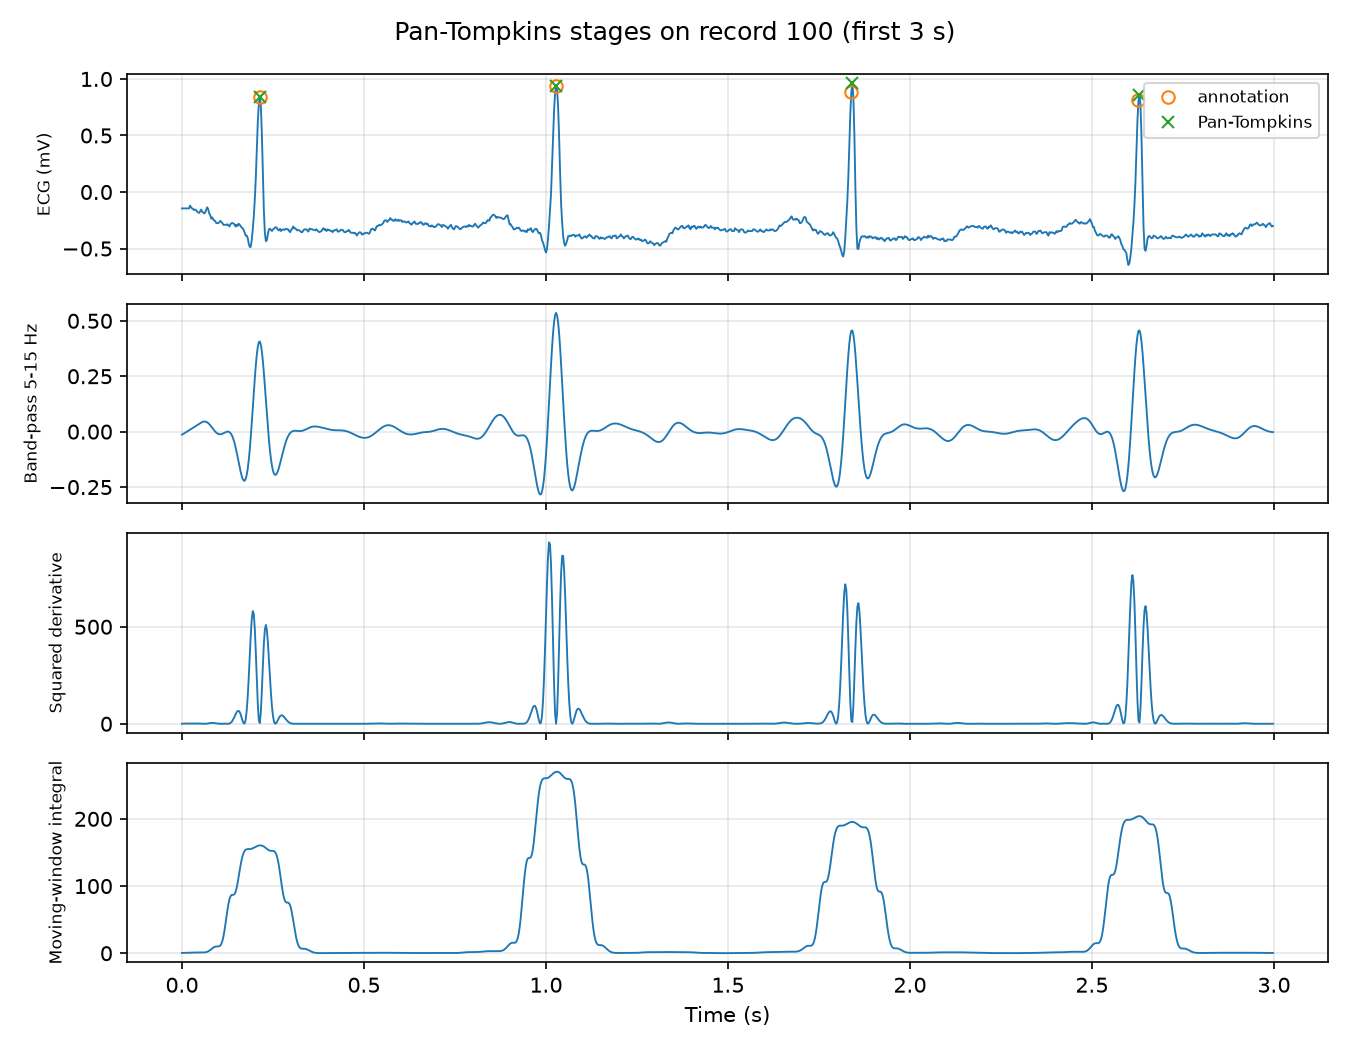 Pan-Tompkins stages on record 100 (first 3 s)
ECG (mV)
1.0
0.5
0.0
−0.5
annotation
Pan-Tompkins
Band-pass 5-15 Hz
0.50
0.25
0.00
−0.25
Squared derivative
500
0
Moving-window integral
200
100
0
0.0 0.5 1.0 1.5 2.0 2.5 3.0
Time (s)